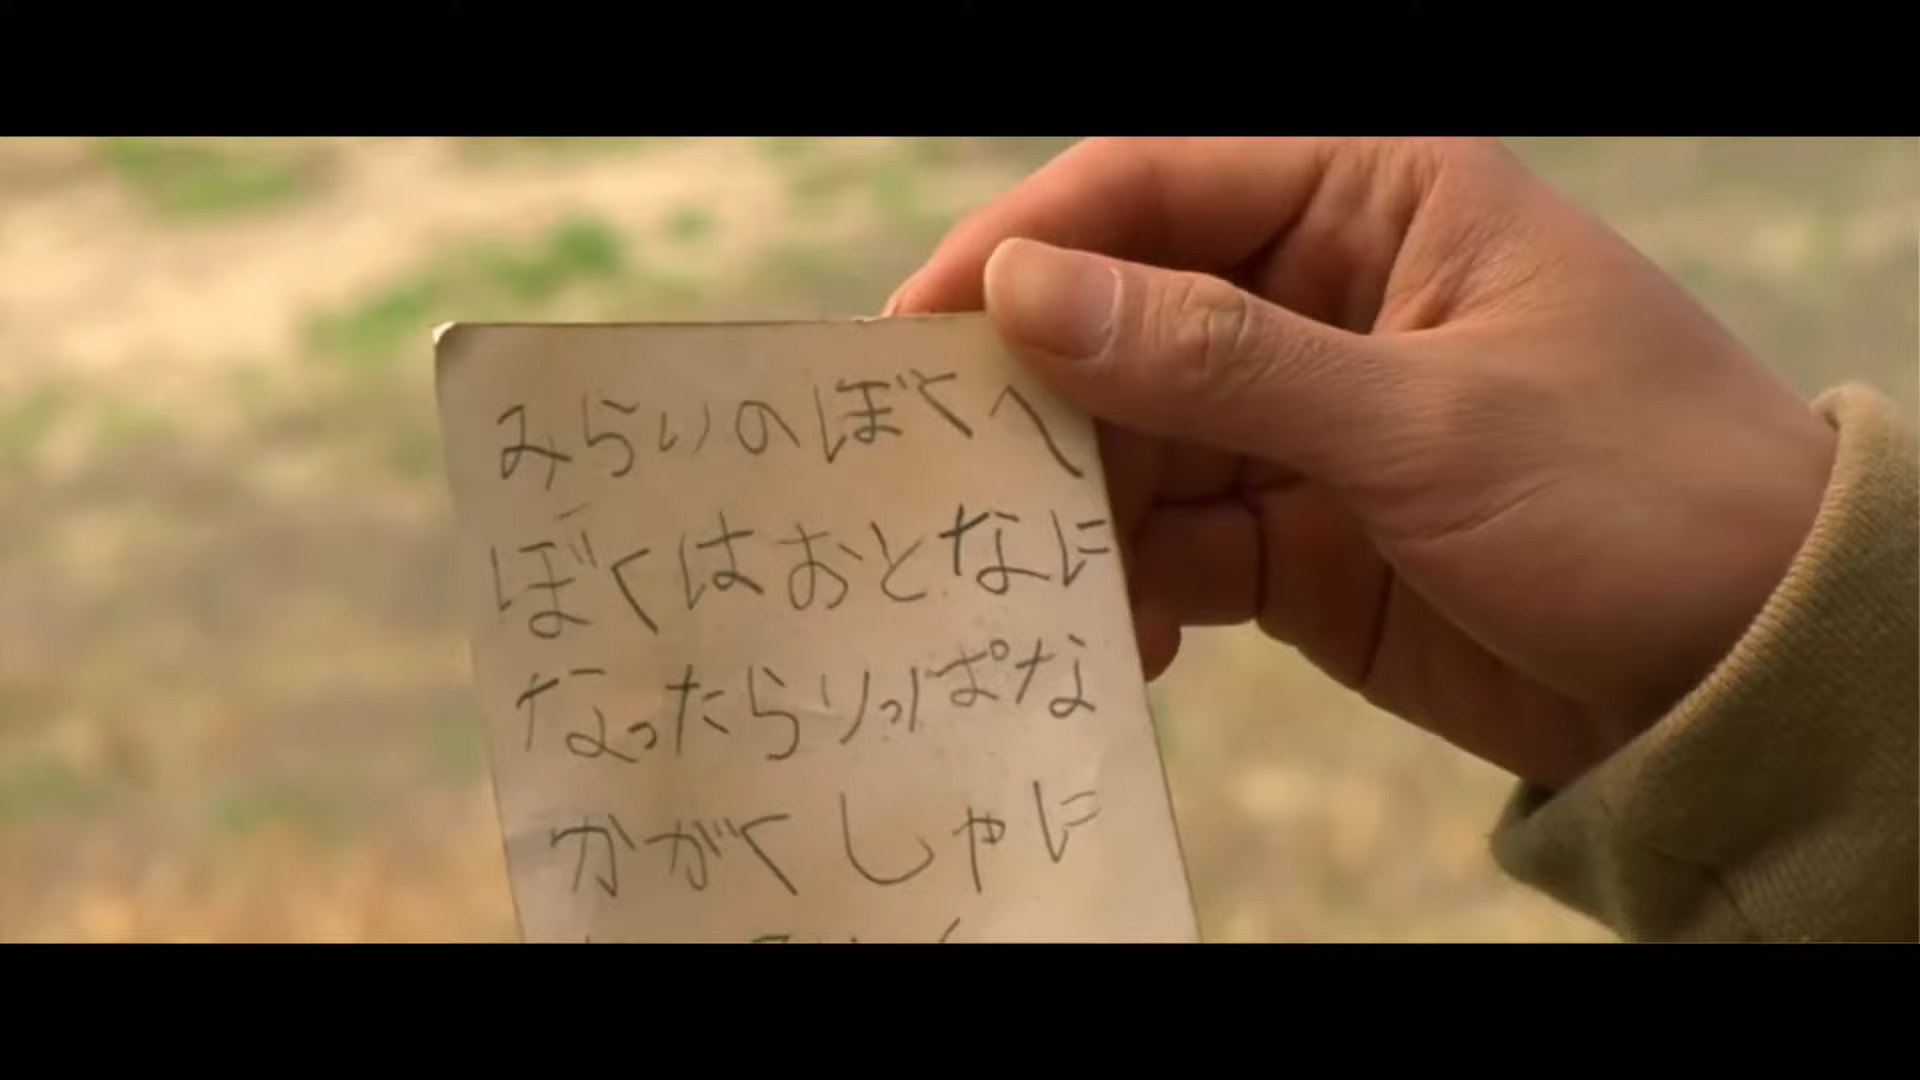 みらいのぼくへ
ぼくはおとなに
なったらりっぱな
かがくしゃに